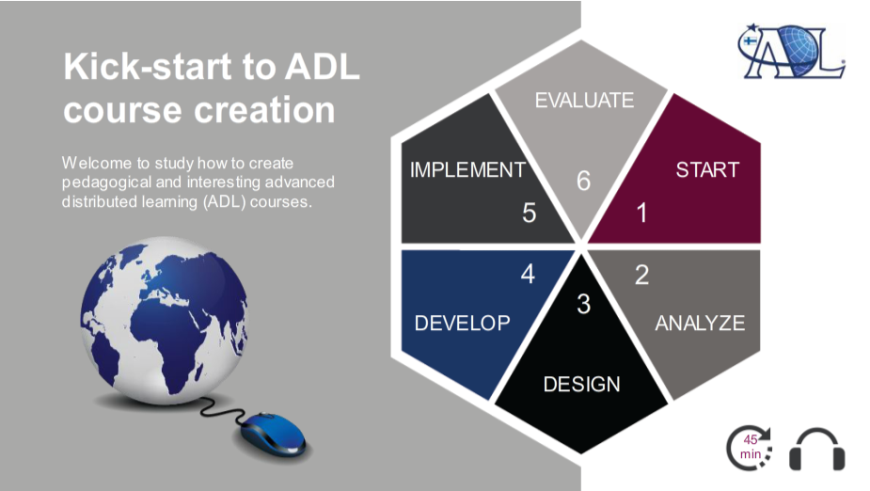 Kick-start to ADL
course creation
Welcome to study how to create
pedagogical and interesting advanced
distributed learning (ADL) courses.
ADL
EVALUATE
6
START
1
2
ANALYZE
3
DESIGN
4
DEVELOP
IMPLEMENT
5
45
min